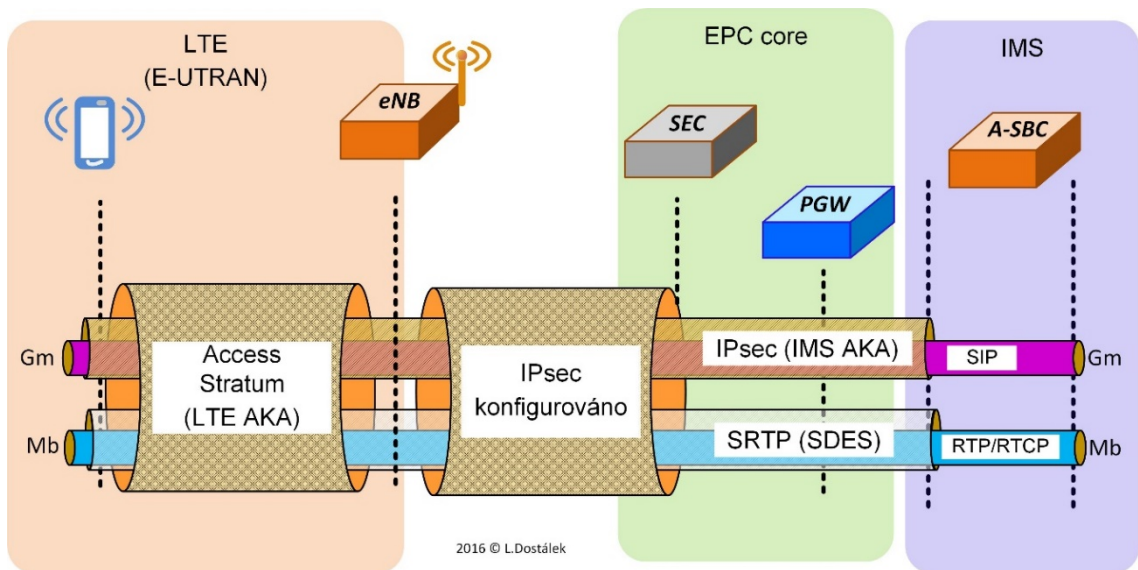 LTE
(E-UTRAN)
EPC core
IMS
eNB
SEC
A-SBC
PGW
Gm
Access
Stratum
(LTE AKA)
IPsec
konfigurováno
IPsec (IMS AKA)
SIP
Gm
Mb
SRTP (SDES)
RTP/RTCP
Mb
2016 © L.Dostálek